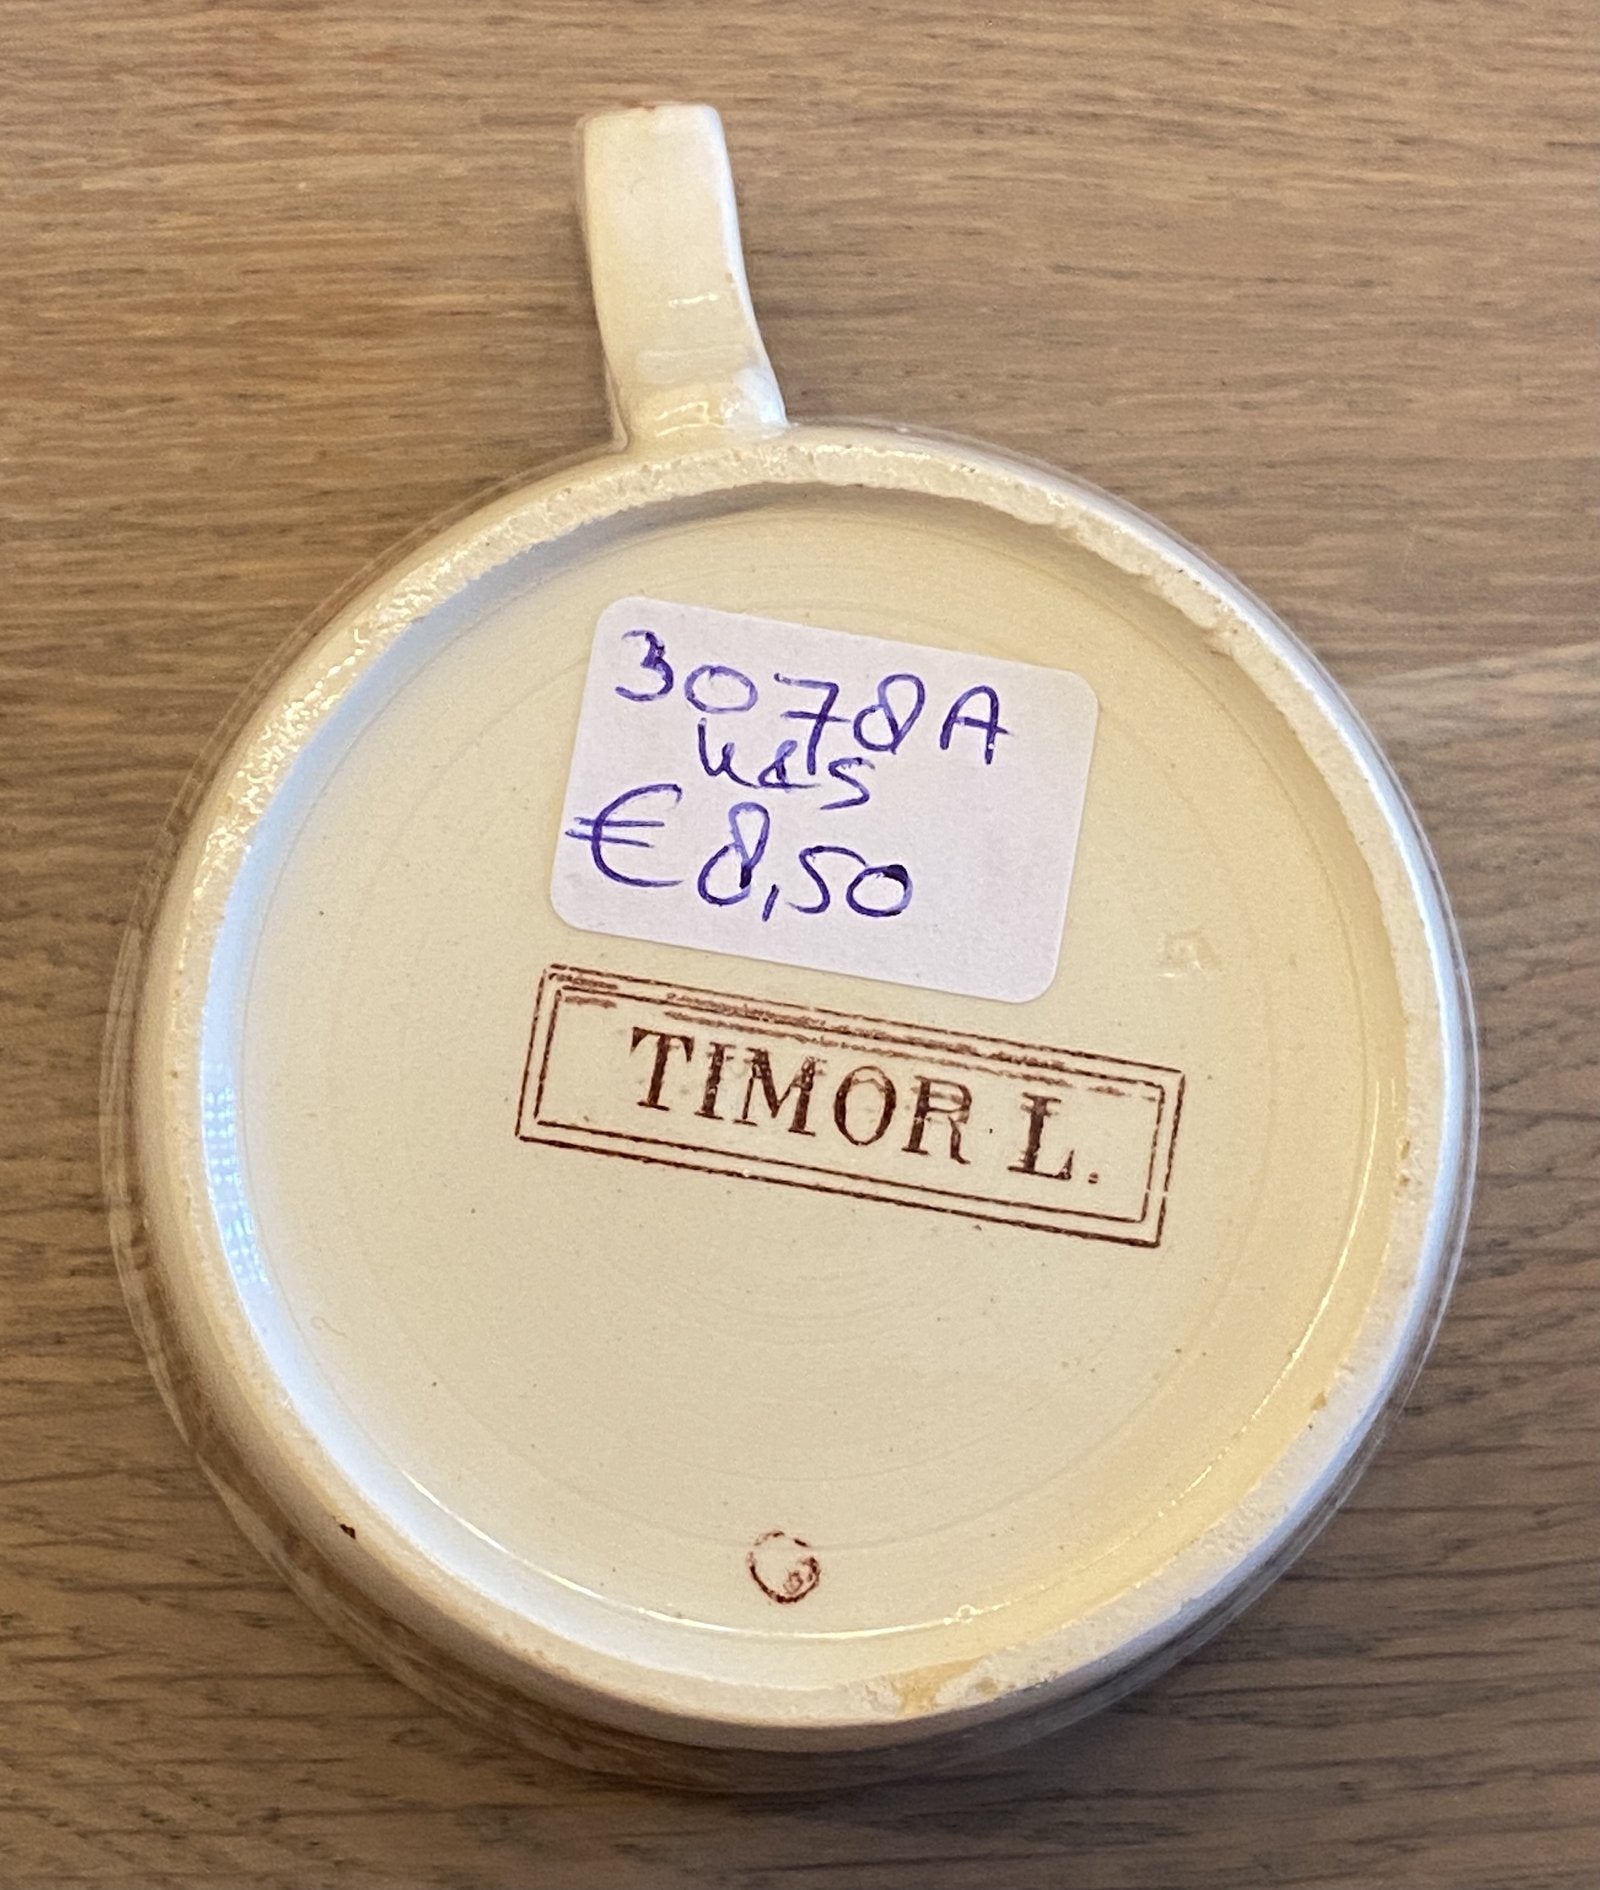 3078A
k&s
€8,50
TIMOR L.